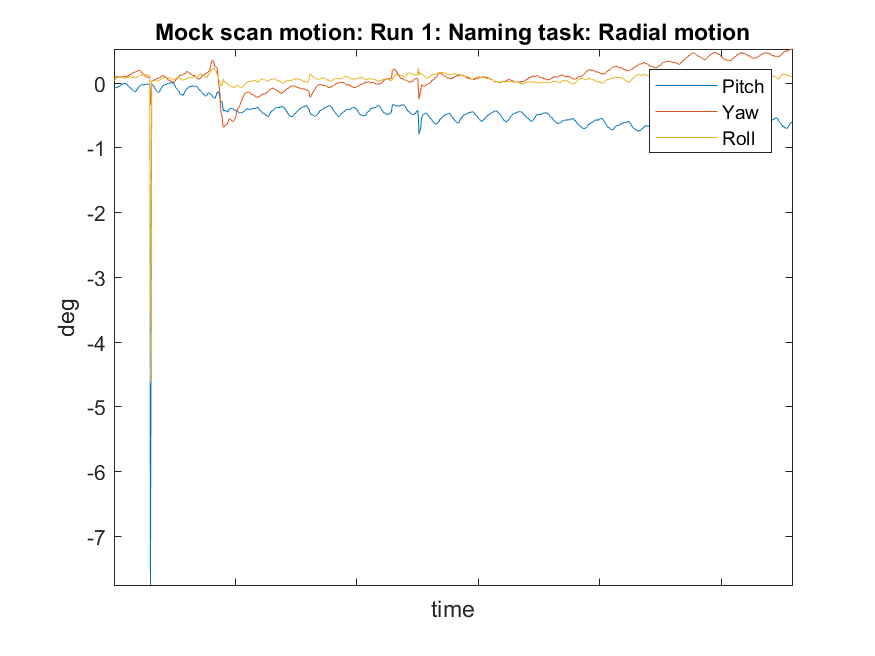 Mock scan motion: Run 1: Naming task: Radial motion
0
-1
-2
-3
-4
-5
-6
-7
deg
time
Pitch
Yaw
Roll